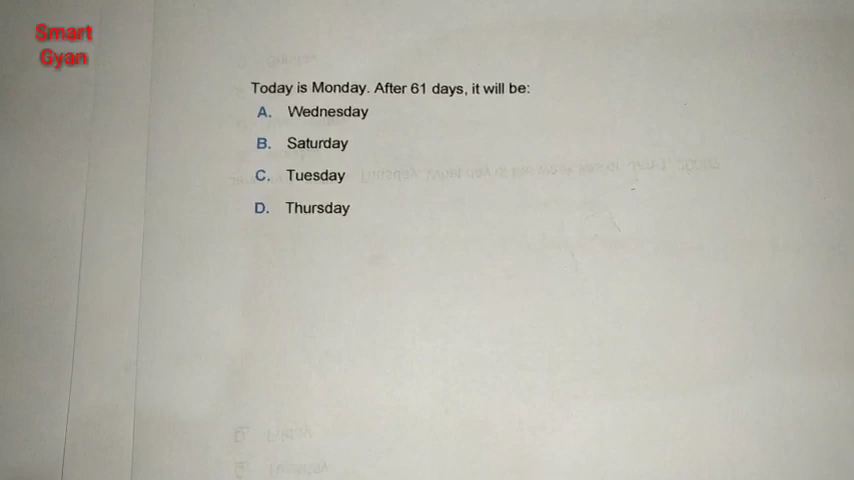 Smart
Gyan
Today is Monday. After 61 days, it will be:
A. Wednesday
B. Saturday
C. Tuesday
D. Thursday